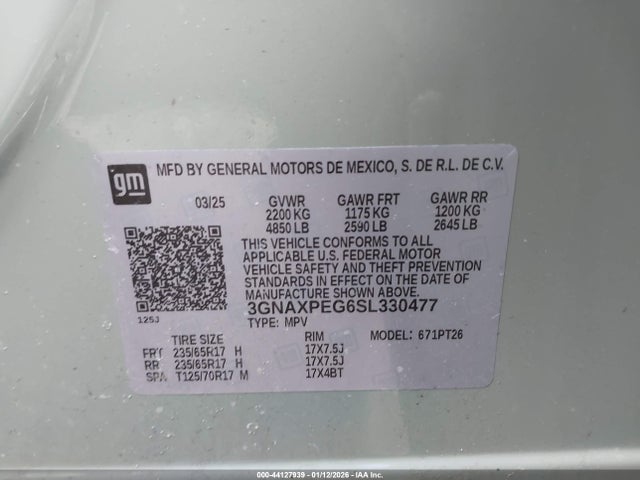 gm
MFD BY GENERAL MOTORS DE MEXICO, S. DE R.L. DE C.V.
03/25 GVWR GAWR FRT GAWR RR
2200 KG 1175 KG 1200 KG
4850 LB 2590 LB 2645 LB
THIS VEHICLE CONFORMS TO ALL
APPLICABLE U.S. FEDERAL MOTOR
VEHICLE SAFETY AND THEFT PREVENTION
STANDARDS IN EFFECT ON THE DATE OF
MANUFACTURE SHOWN ABOVE.
3GNAXPEG6SL330477
125J
TYPE: MPV
TIRE SIZE RIM MODEL: 671PT26
FRT 235/65R17 H 17X7.5J
RR 235/65R17 H 17X7.5J
SPA T125/70R17 M 17X4BT
000-44127939 - 01/12/2026 - IAA Inc.